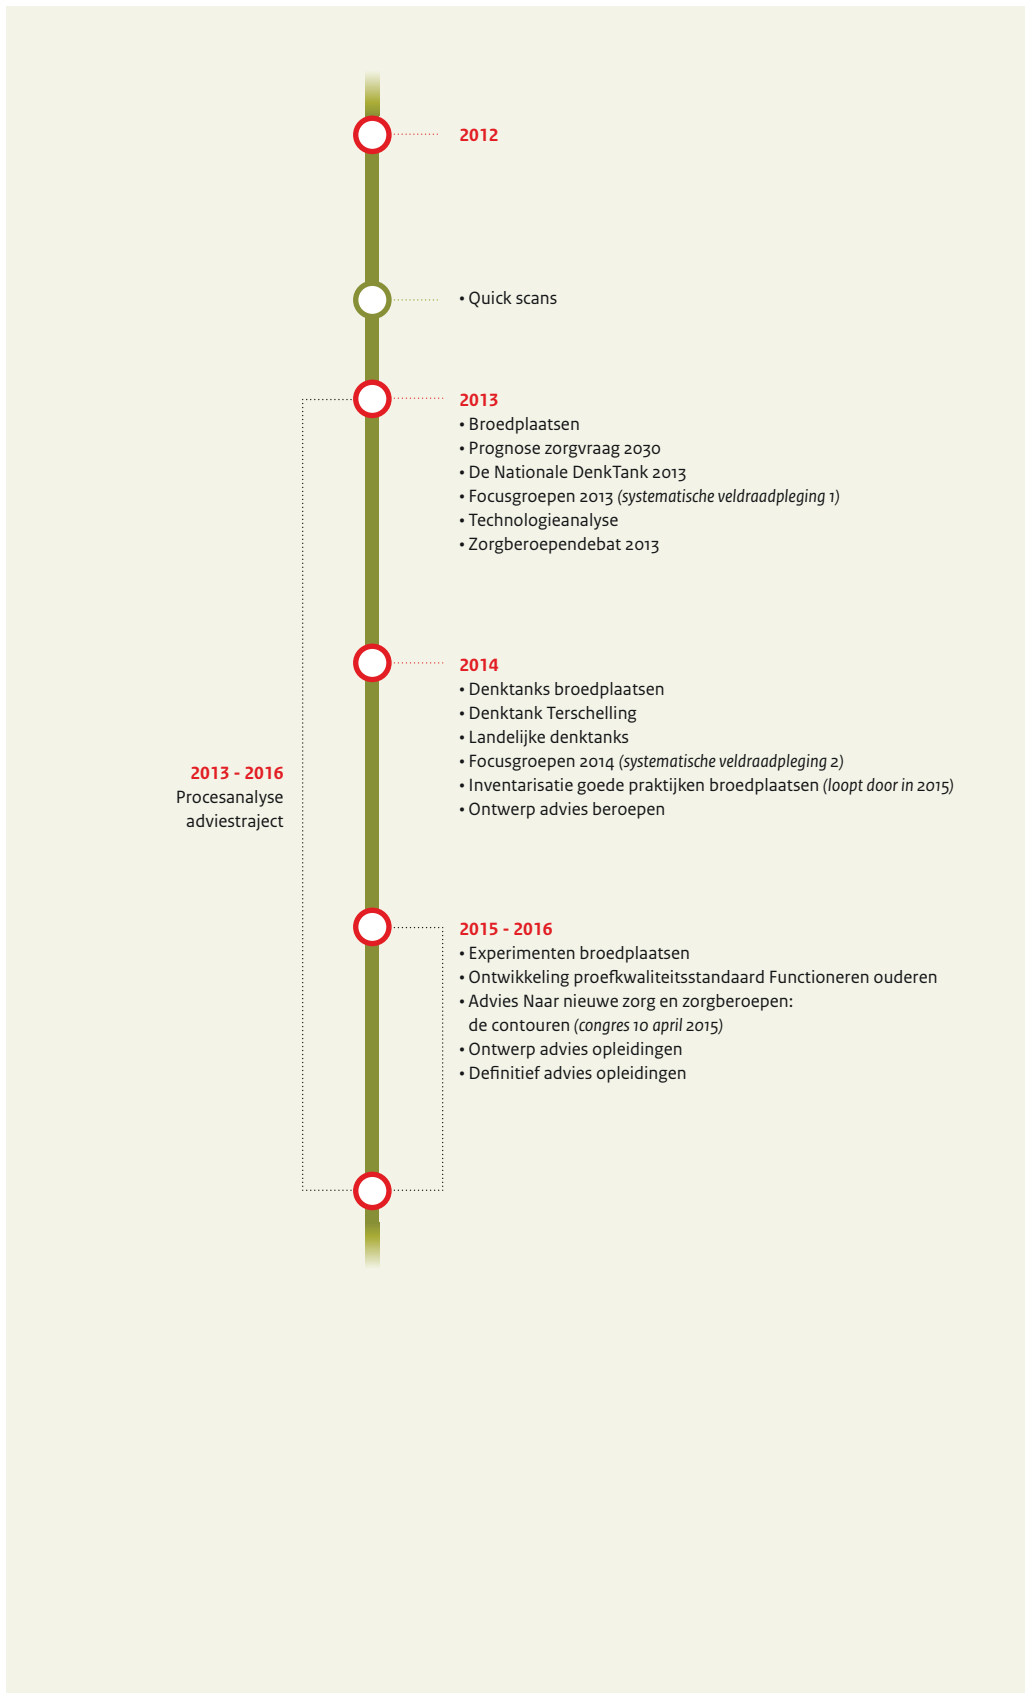 2012
• Quick scans
2013
• Broedplaatsen
• Prognose zorgvraag 2030
• De Nationale DenkTank 2013
• Focusgroepen 2013 (systematische veldraadpleging 1)
• Technologieanalyse
• Zorgberoependebat 2013
2014
• Denktanks broedplaatsen
• Denktank Terschelling
• Landelijke denktanks
• Focusgroepen 2014 (systematische veldraadpleging 2)
• Inventarisatie goede praktijken broedplaatsen (loopt door in 2015)
• Ontwerp advies beroepen
2013 - 2016
Procesanalyse
adviestraject
2015 - 2016
• Experimenten broedplaatsen
• Ontwikkeling proefkwaliteitsstandaard Functioneren ouderen
• Advies Naar nieuwe zorg en zorgberoepen:
de contouren (congres 10 april 2015)
• Ontwerp advies opleidingen
• Definitief advies opleidingen